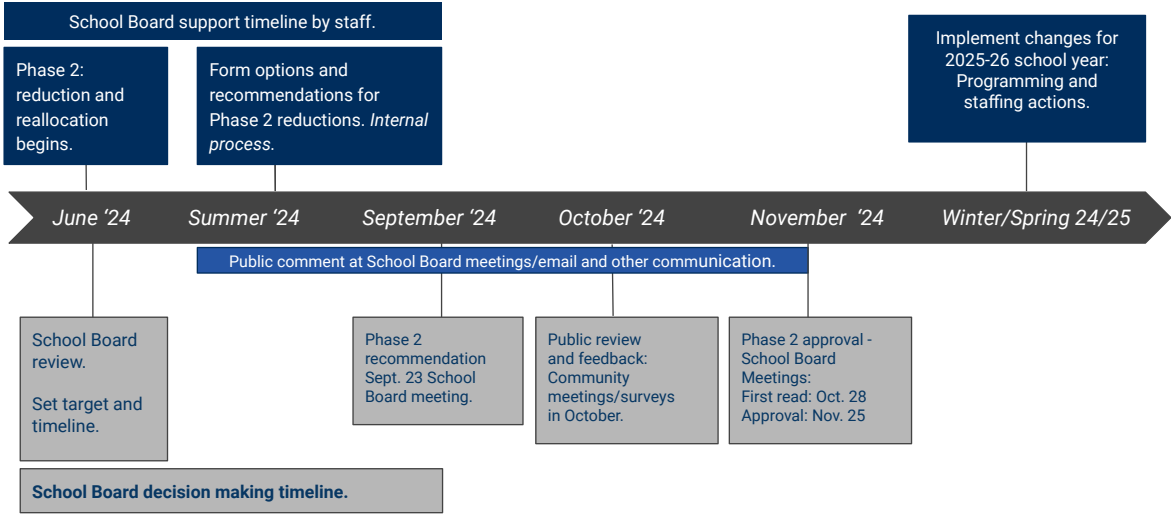 School Board support timeline by staff.
Phase 2:
reduction and
reallocation
begins.
Form options and
recommendations for
Phase 2 reductions. Internal
process.
Implement changes for
2025-26 school year:
Programming and
staffing actions.
June ‘24
Summer ‘24
September ‘24
October ‘24
November ‘24
Winter/Spring 24/25
Public comment at School Board meetings/email and other communication.
School Board
review.
Set target and
timeline.
Phase 2
recommendation
Sept. 23 School
Board meeting.
Public review
and feedback:
Community
meetings/surveys
in October.
Phase 2 approval -
School Board
Meetings:
First read: Oct. 28
Approval: Nov. 25
School Board decision making timeline.